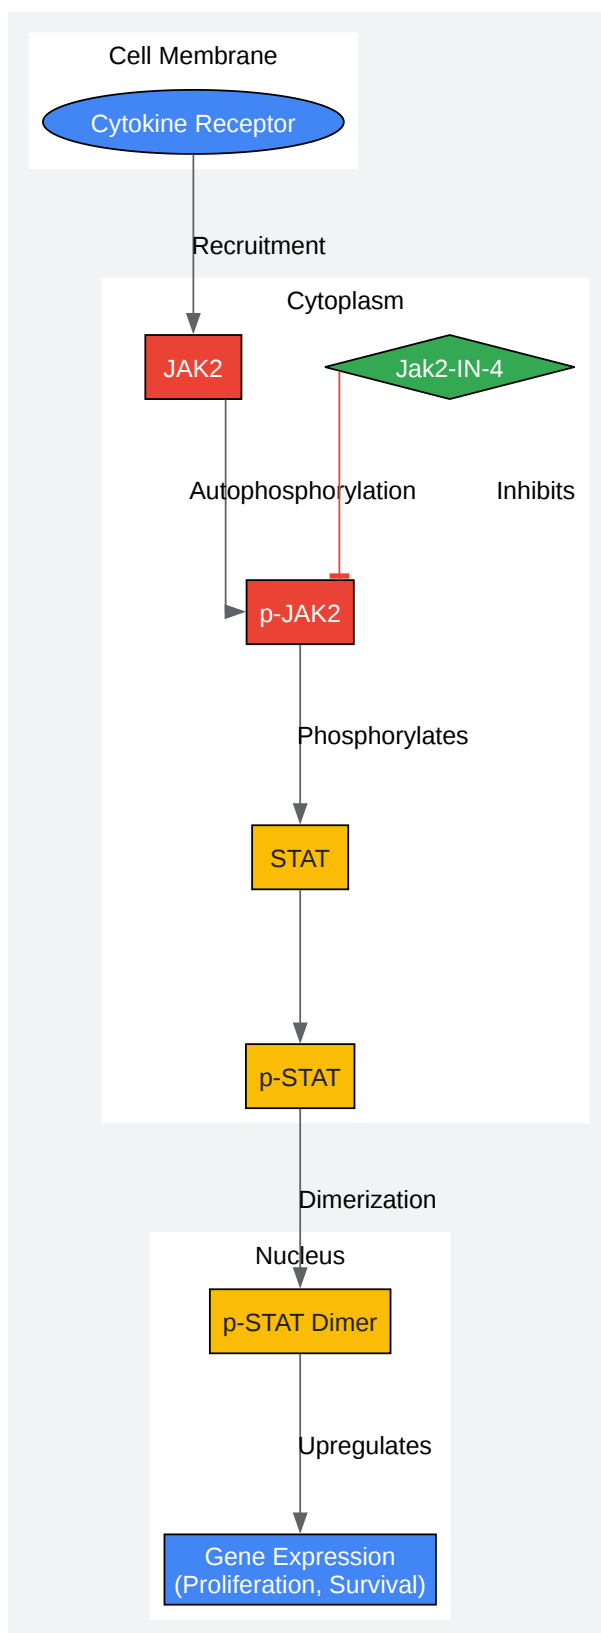 Cell Membrane
Cytokine Receptor
Recruitment
Cytoplasm
JAK2
Jak2-IN-4
Autophosphorylation
Inhibits
p-JAK2
Phosphorylates
STAT
p-STAT
Dimerization
Nucleus
p-STAT Dimer
Upregulates
Gene Expression
(Proliferation, Survival)